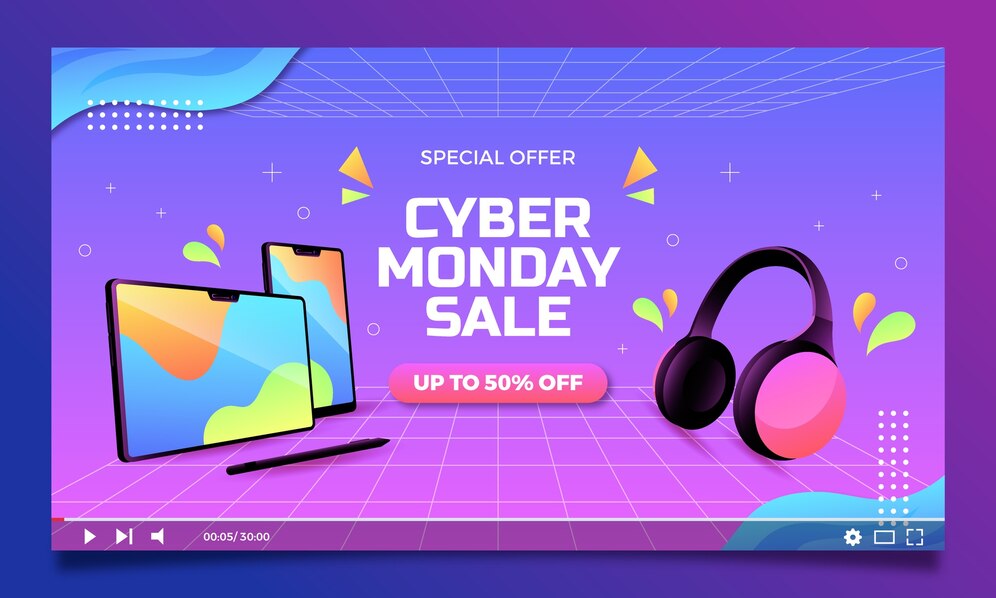 SPECIAL OFFER
CYBER
MONDAY
SALE
UP TO 50% OFF
00:05/ 30:00